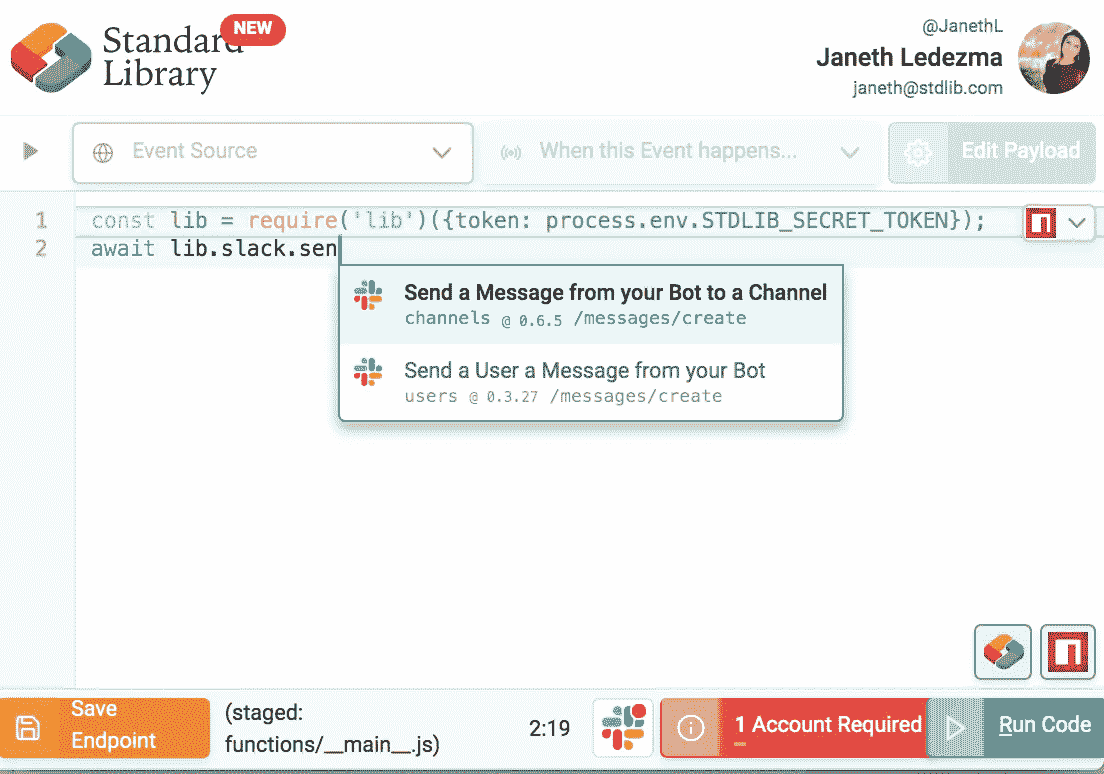 NEW
Standard
Library
@JanethL
Janeth Ledezma
janeth@stdlib.com
Event Source
When this Event happens...
Edit Payload
1 const lib = require('lib')({token: process.env.STDLIB_SECRET_TOKEN});
2 await lib.slack.sen
Send a Message from your Bot to a Channel
channels @ 0.6.5 /messages/create
Send a User a Message from your Bot
users @ 0.3.27 /messages/create
Save
Endpoint
(staged:
functions/__main__.js)
2:19
1 Account Required
Run Code